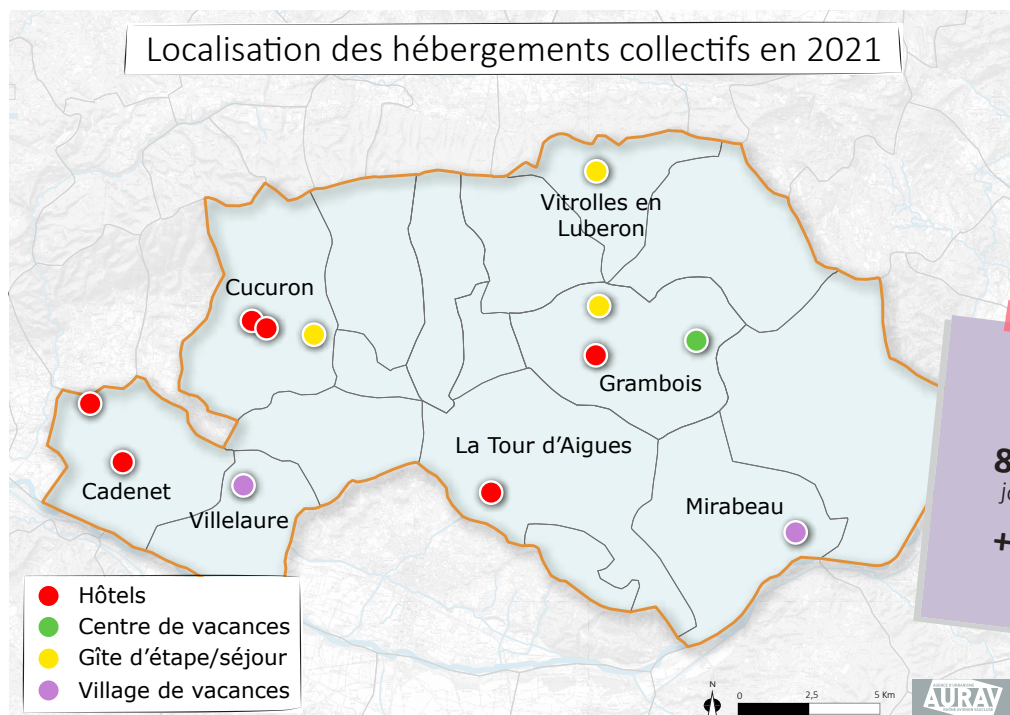 Localisation des hébergements collectifs en 2021
Vitrolles en
Luberon
Cucuron
Grambois
La Tour d'Aigues
Cadenet
Villelaure
Mirabeau
8
+
Hôtels
Centre de vacances
Gîte d'étape/séjour
Village de vacances
N
0 2,5 5 Km
AURAV